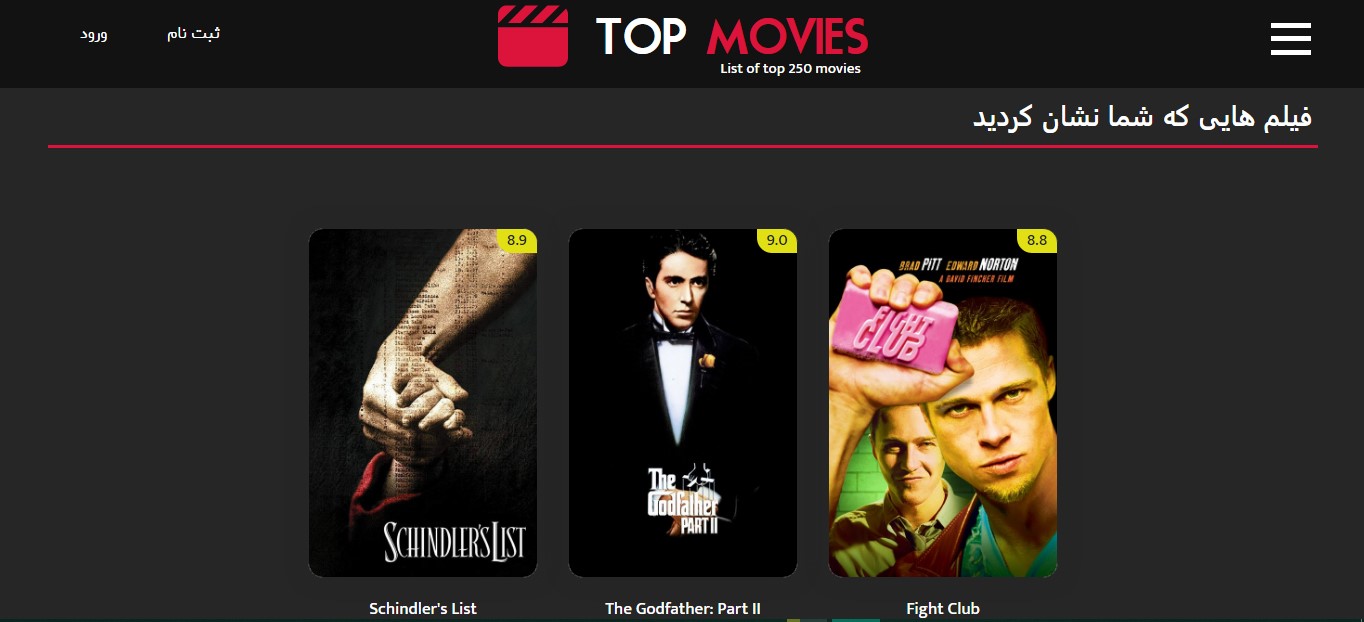 ورود
ثبت نام
TOP MOVIES
List of top 250 movies
فیلم هایی که شما نشان کردید
8.9
9.0
8.8
BRAD PITT EDWARD NORTON
A DAVID FINCHER FILM
FIGHT
CLUB
The
Godfather
PART II
SCHINDLER'S LIST
Schindler's List
The Godfather: Part II
Fight Club